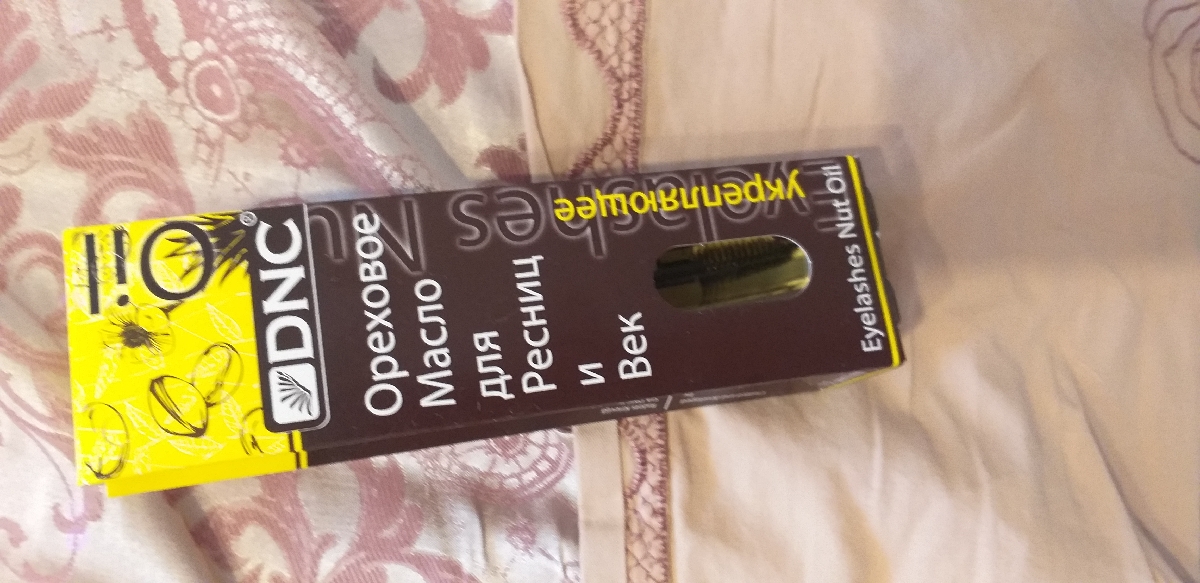 Oil
DNC®
Ореховое
Масло
для
Ресниц
и
Век
укрепляющее
Eyelashes Nut Oil